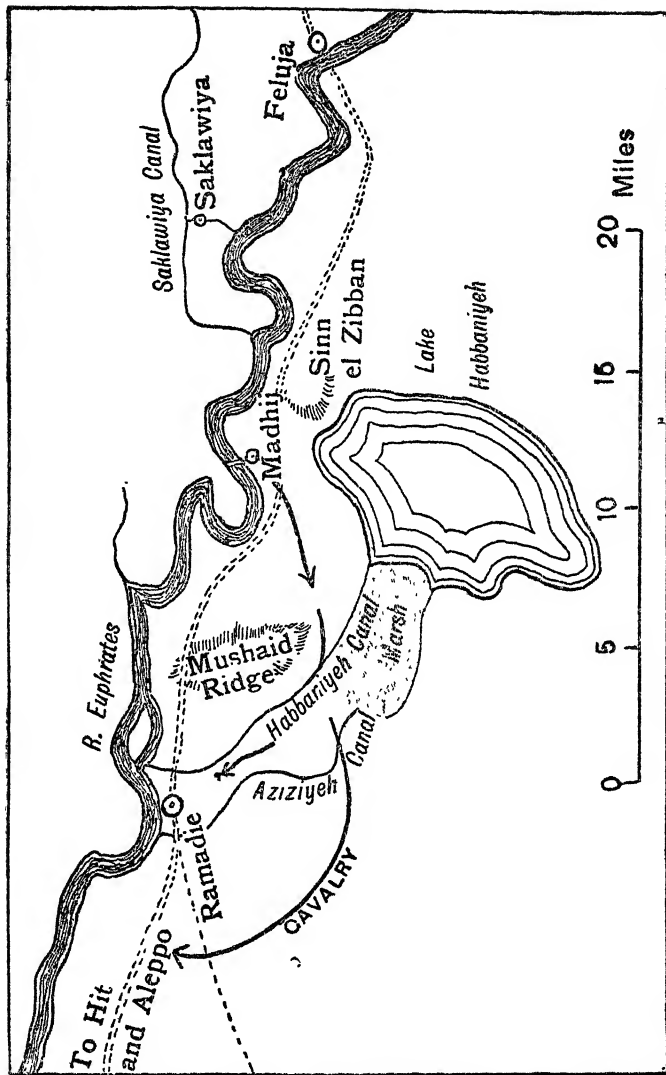 To Hit
and Aleppo
R. Euphrates
Ramadie
CAVALRY
Aziziyeh
Canal
Habbaniyeh Canal
Marsh
Mushaid
Ridge
Madhij
Sinn
el Zibban
Lake
Habbaniyeh
Saklawiya Canal
Saklawiya
Feluja
0
5
10
15
20
Miles